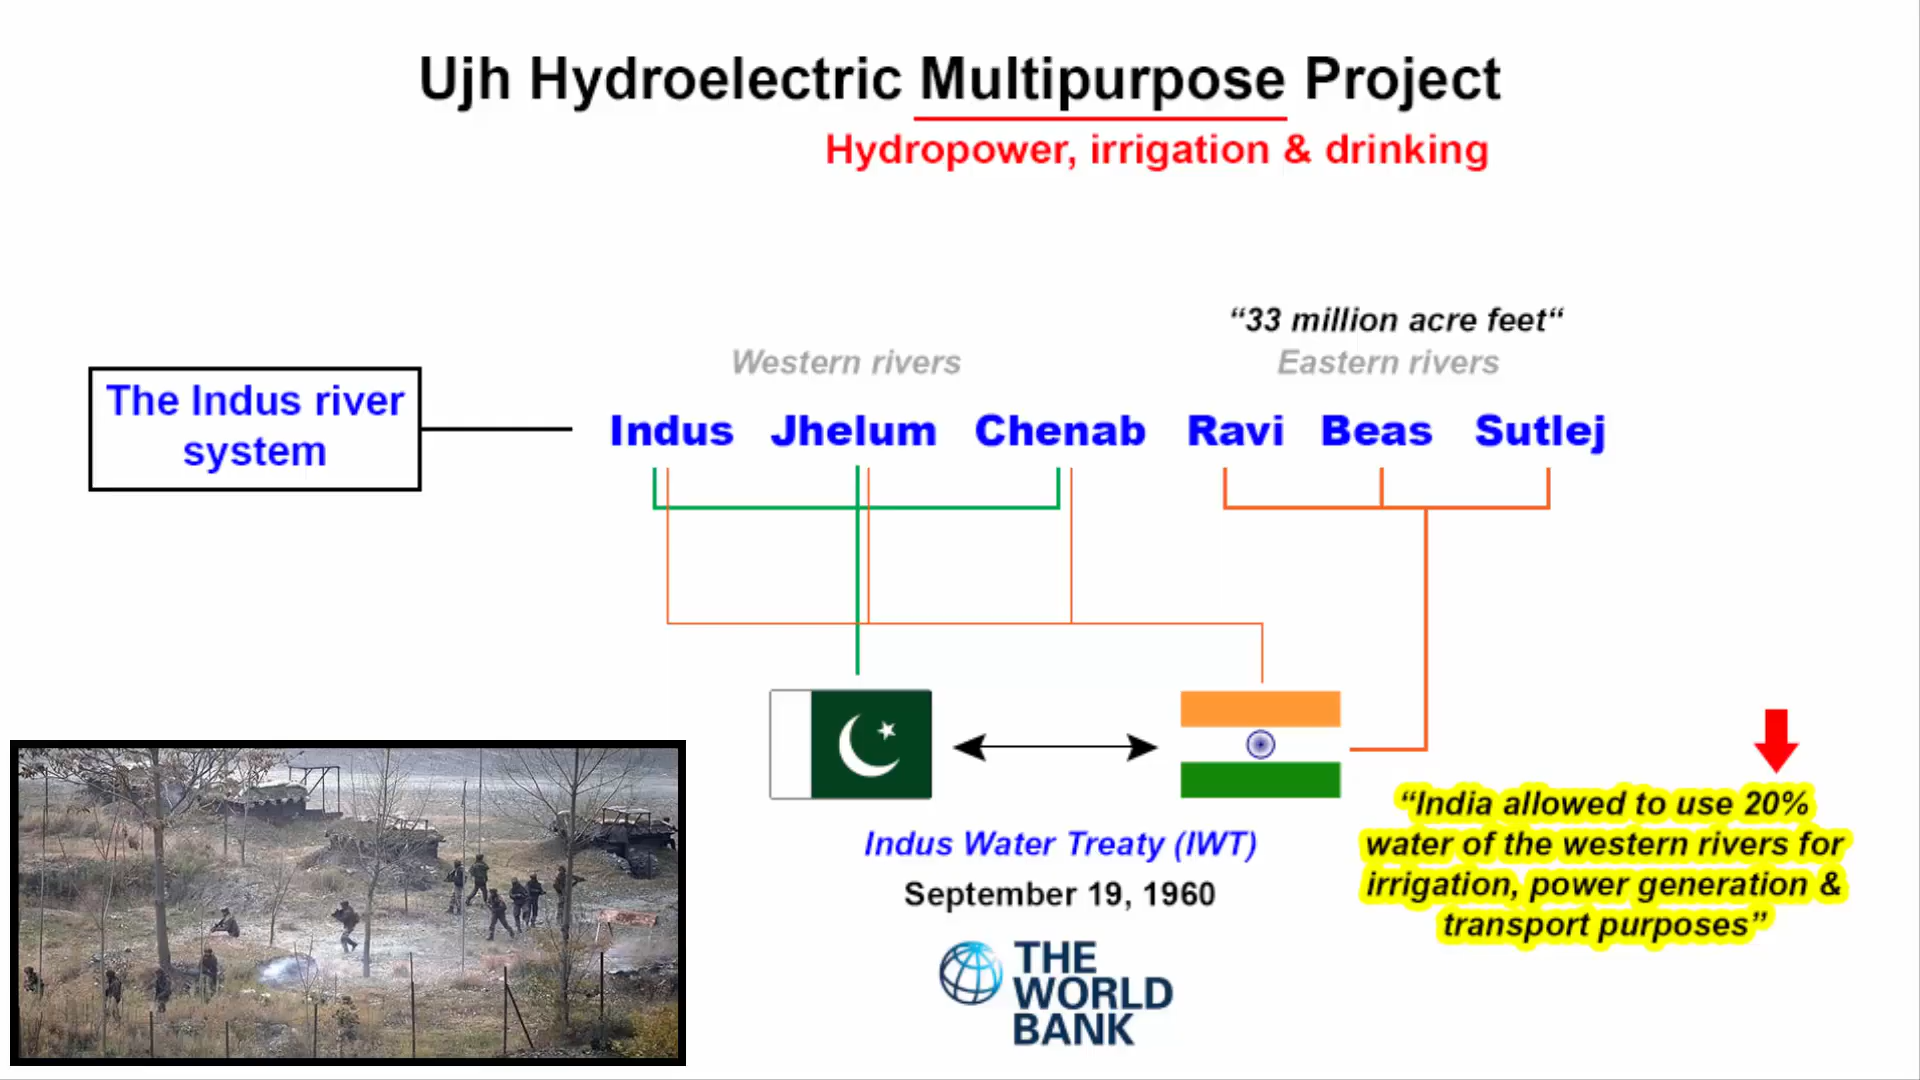 Ujh Hydroelectric Multipurpose Project
Hydropower, irrigation & drinking
“33 million acre feet“
Western rivers
Eastern rivers
The Indus river
system
Indus Jhelum Chenab Ravi Beas Sutlej
Indus Water Treaty (IWT)
September 19, 1960
THE
WORLD
BANK
“India allowed to use 20%
water of the western rivers for
irrigation, power generation &
transport purposes”